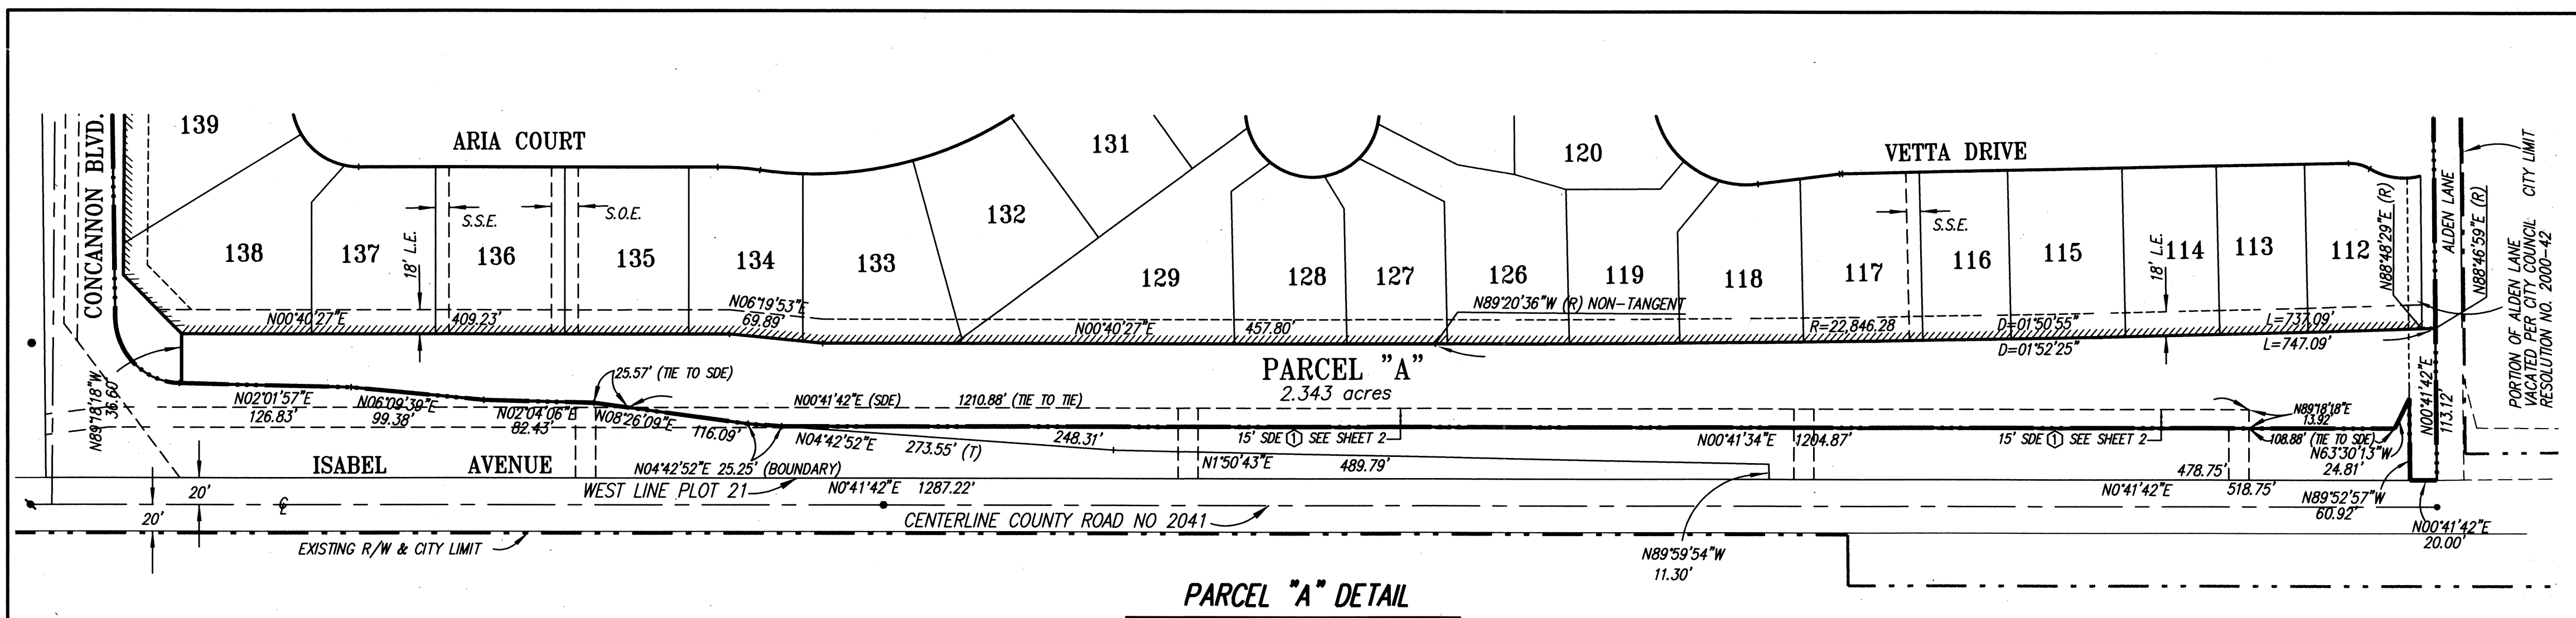 CONCANNON BLVD.
139
ARIA COURT
131
120
VETTA DRIVE
138
137
18' L.E.
S.S.E.
136
S.O.E.
135
134
133
132
129
128
127
126
119
118
117
S.S.E.
116
115
18' L.E.
114
113
112
N88°48'29"E (R)
ALDEN LANE
N88°46'59"E (R)
PORTION OF ALDEN LANE
VACATED PER CITY COUNCIL
RESOLUTION NO. 2000-42
CITY LIMIT
N00°40'27"E
409.23'
N06°19'53"E
69.89'
N00°40'27"E
457.80'
N89°20'36"W (R) NON-TANGENT
R=22,846.28
D=01°50'55"
L=737.09'
D=01°52'25"
L=747.09'
PARCEL "A"
2.343 acres
N89°18'18"W
36.60'
N02°01'57"E
126.83'
N06°09'39"E
99.38'
N02°04'06"E
82.43'
25.57' (TIE TO SDE)
W08°26'09"E
116.09'
N00°41'42"E (SDE)
1210.88' (TIE TO TIE)
N04°42'52"E
273.55' (T)
248.31'
15' SDE 1 SEE SHEET 2
N00°41'34"E
1204.87'
15' SDE 1 SEE SHEET 2
N89°18'18"E
13.92'
108.88' (TIE TO SDE)
N63°30'13"W
24.81'
N00°41'42"E
113.12'
ISABEL AVENUE
N04°42'52"E 25.25' (BOUNDARY)
N1°50'43"E
489.79'
478.75'
WEST LINE PLOT 21
N0°41'42"E 1287.22'
N0°41'42"E
518.75'
N89°52'57"W
60.92'
N00°41'42"E
20.00'
20'
20'
CENTERLINE COUNTY ROAD NO 2041
EXISTING R/W & CITY LIMIT
N89°59'54"W
11.30'
PARCEL "A" DETAIL